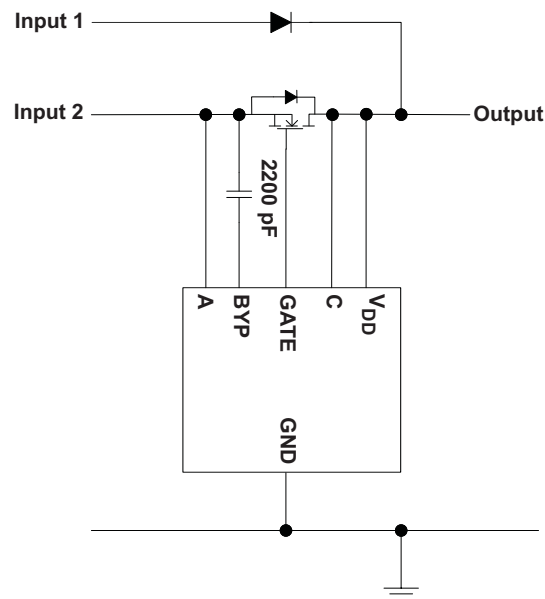 Input 1
Input 2
Output
2200 pF
A
BYP
GATE
C
VDD
GND